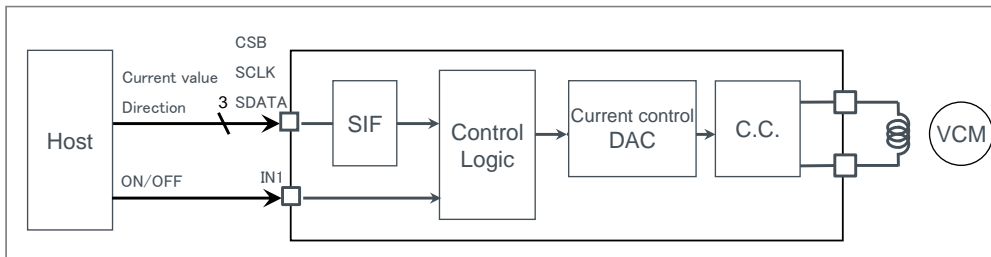 CSB
Current value
SCLK
Direction
3
SDATA
Host
SIF
Control
Logic
Current control
DAC
C.C.
VCM
ON/OFF
IN1